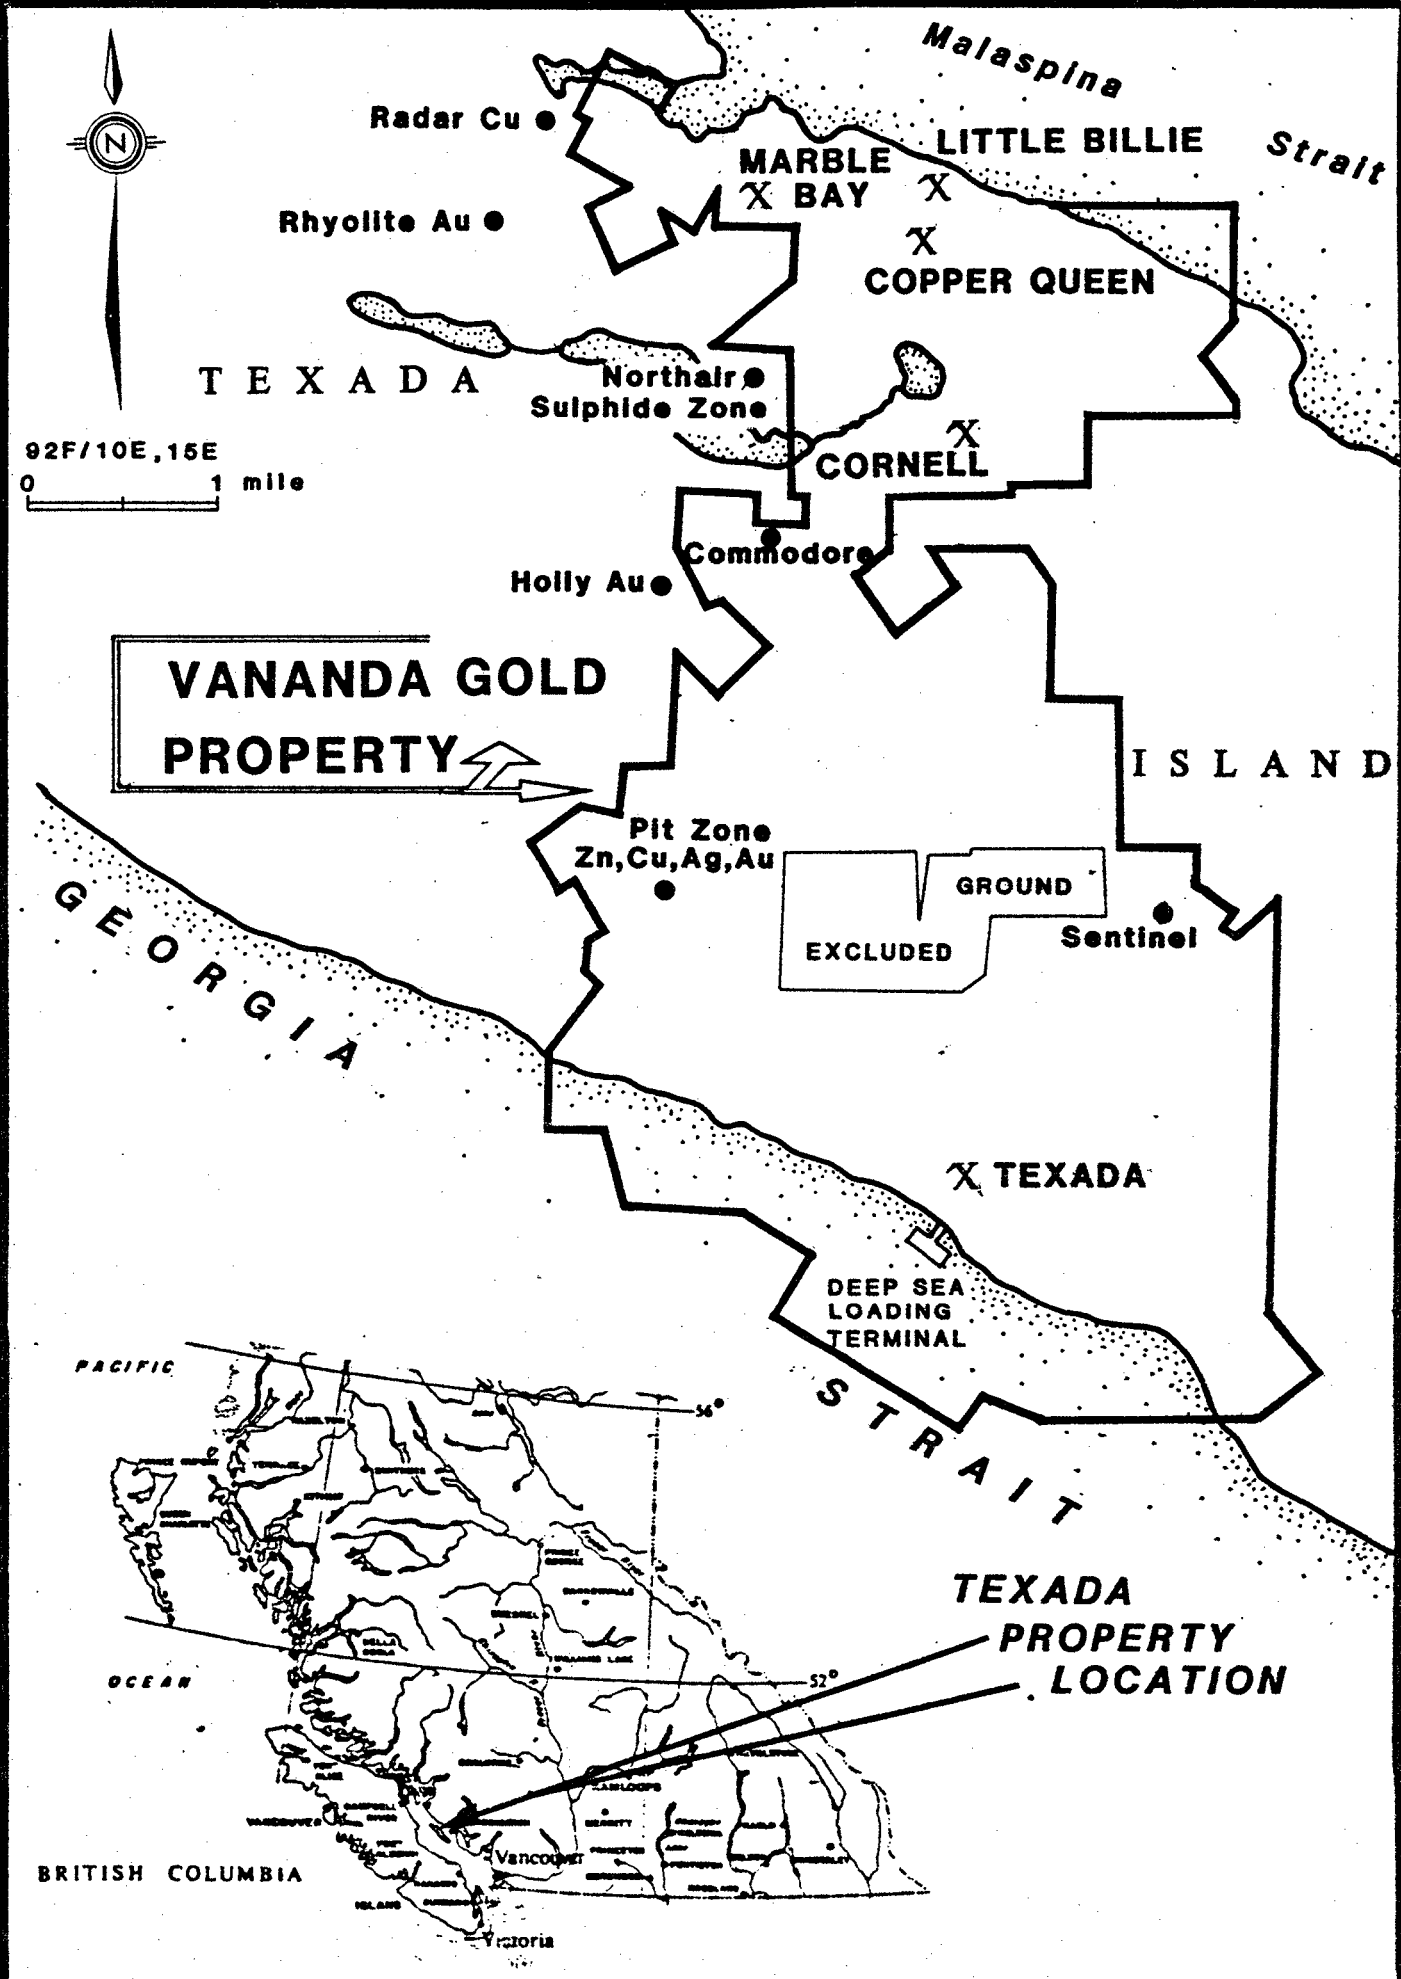 Malaspina
Strait
N
Radar Cu
LITTLE BILLIE
MARBLE
BAY
Rhyolite Au
COPPER QUEEN
TEXADA
Northair
Sulphide Zone
92F/10E,15E
0 1 mile
CORNELL
Commodore
Holly Au
VANANDA GOLD
PROPERTY
ISLAND
Pit Zone
Zn,Cu,Ag,Au
GROUND
EXCLUDED
Sentinel
GEORGIA
TEXADA
DEEP SEA
LOADING
TERMINAL
STRAIT
PACIFIC
56°
TEXADA
PROPERTY
LOCATION
52°
OCEAN
KAMLOOPS
Vancouver
BRITISH COLUMBIA
ISLAND
Victoria